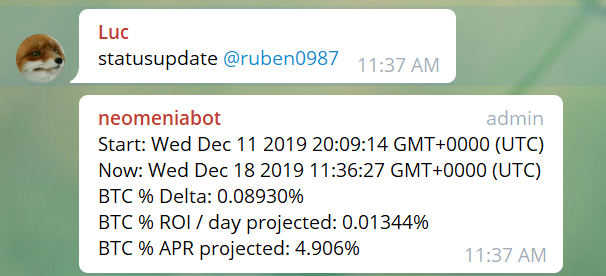 Luc
statusupdate @ruben0987 11:37 AM
neomeniabot admin
Start: Wed Dec 11 2019 20:09:14 GMT+0000 (UTC)
Now: Wed Dec 18 2019 11:36:27 GMT+0000 (UTC)
BTC % Delta: 0.08930%
BTC % ROI / day projected: 0.01344%
BTC % APR projected: 4.906% 11:37 AM